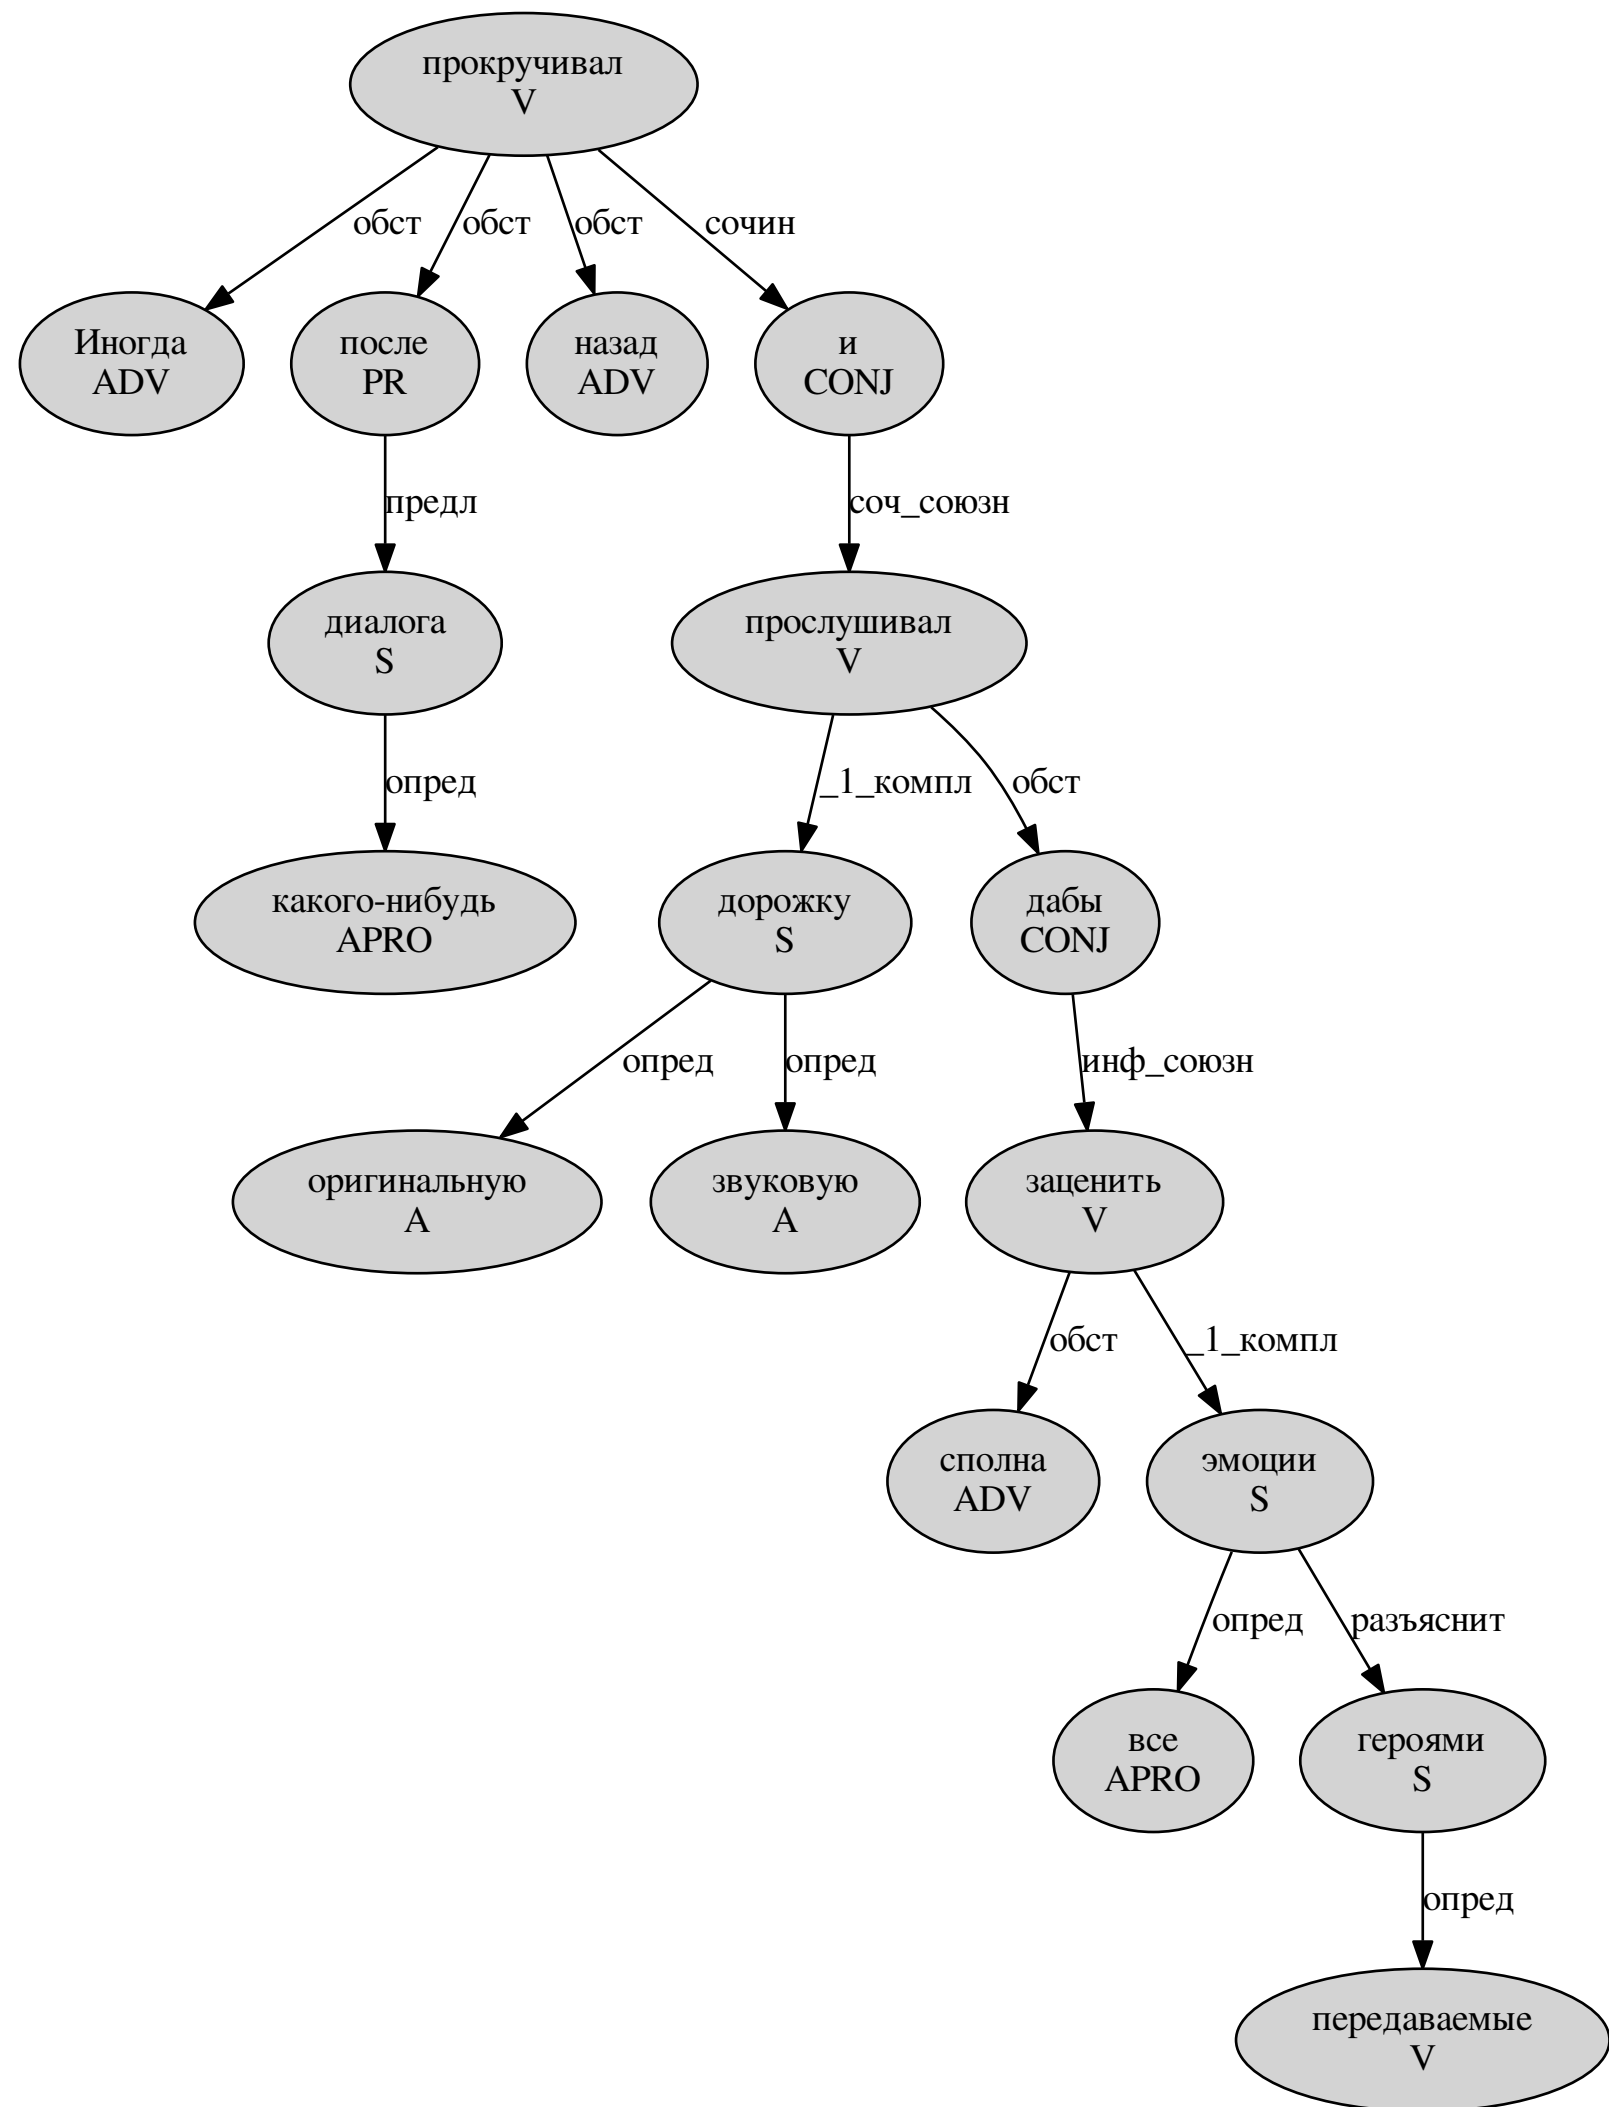 прокручивал
V
обст
обст
обст
сочин
Иногда
ADV
после
PR
назад
ADV
и
CONJ
предл
соч_союзн
диалога
S
прослушивал
V
опред
_1_компл
обст
какого-нибудь
APRO
дорожку
S
дабы
CONJ
опред
опред
инф_союзн
оригинальную
A
звуковую
A
заценить
V
обст
_1_компл
сполна
ADV
эмоции
S
опред
разъяснит
все
APRO
героями
S
опред
передаваемые
V